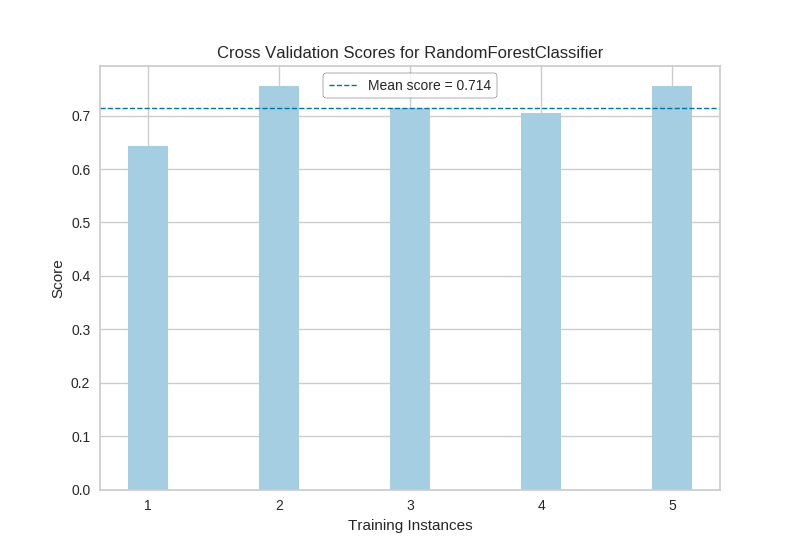 Cross Validation Scores for RandomForestClassifier
Mean score = 0.714
0.7
0.6
0.5
0.4
0.3
0.2
0.1
0.0
Score
1 2 3 4 5
Training Instances